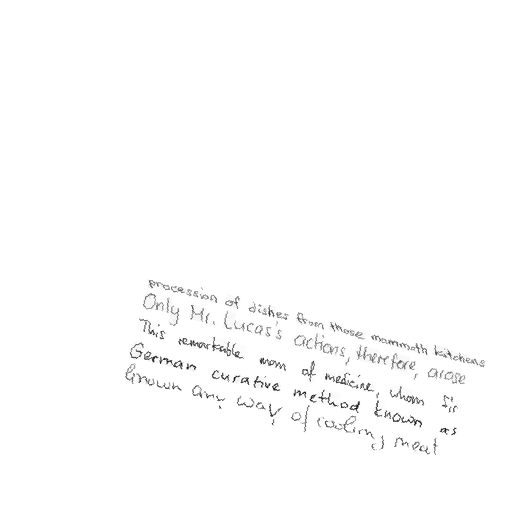 procession of dishes from those mammoth kitchens
Only Mr. Lucas's actions, therefore, arose
This remarkable man of medicine, whom Sir
German curative method known as
known any way of cooling meat